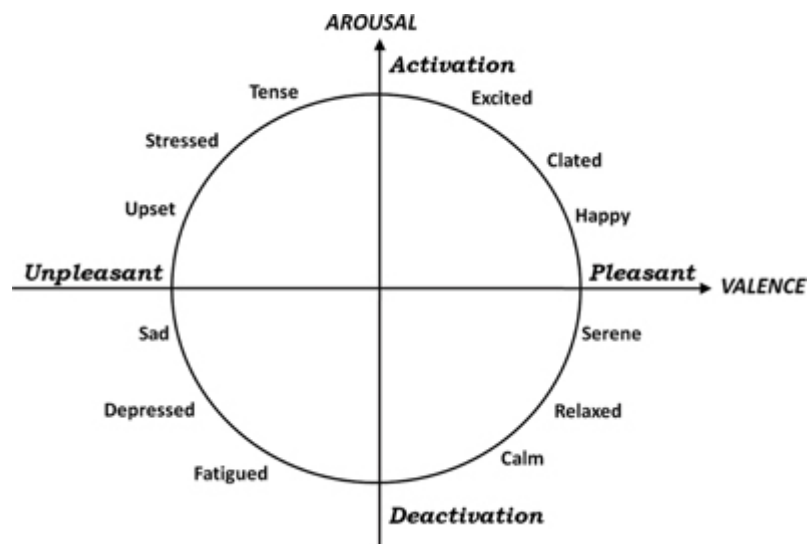 AROUSAL
Activation
Tense
Excited
Stressed
Clated
Upset
Happy
Unpleasant
Pleasant
VALENCE
Sad
Serene
Depressed
Relaxed
Fatigued
Calm
Deactivation